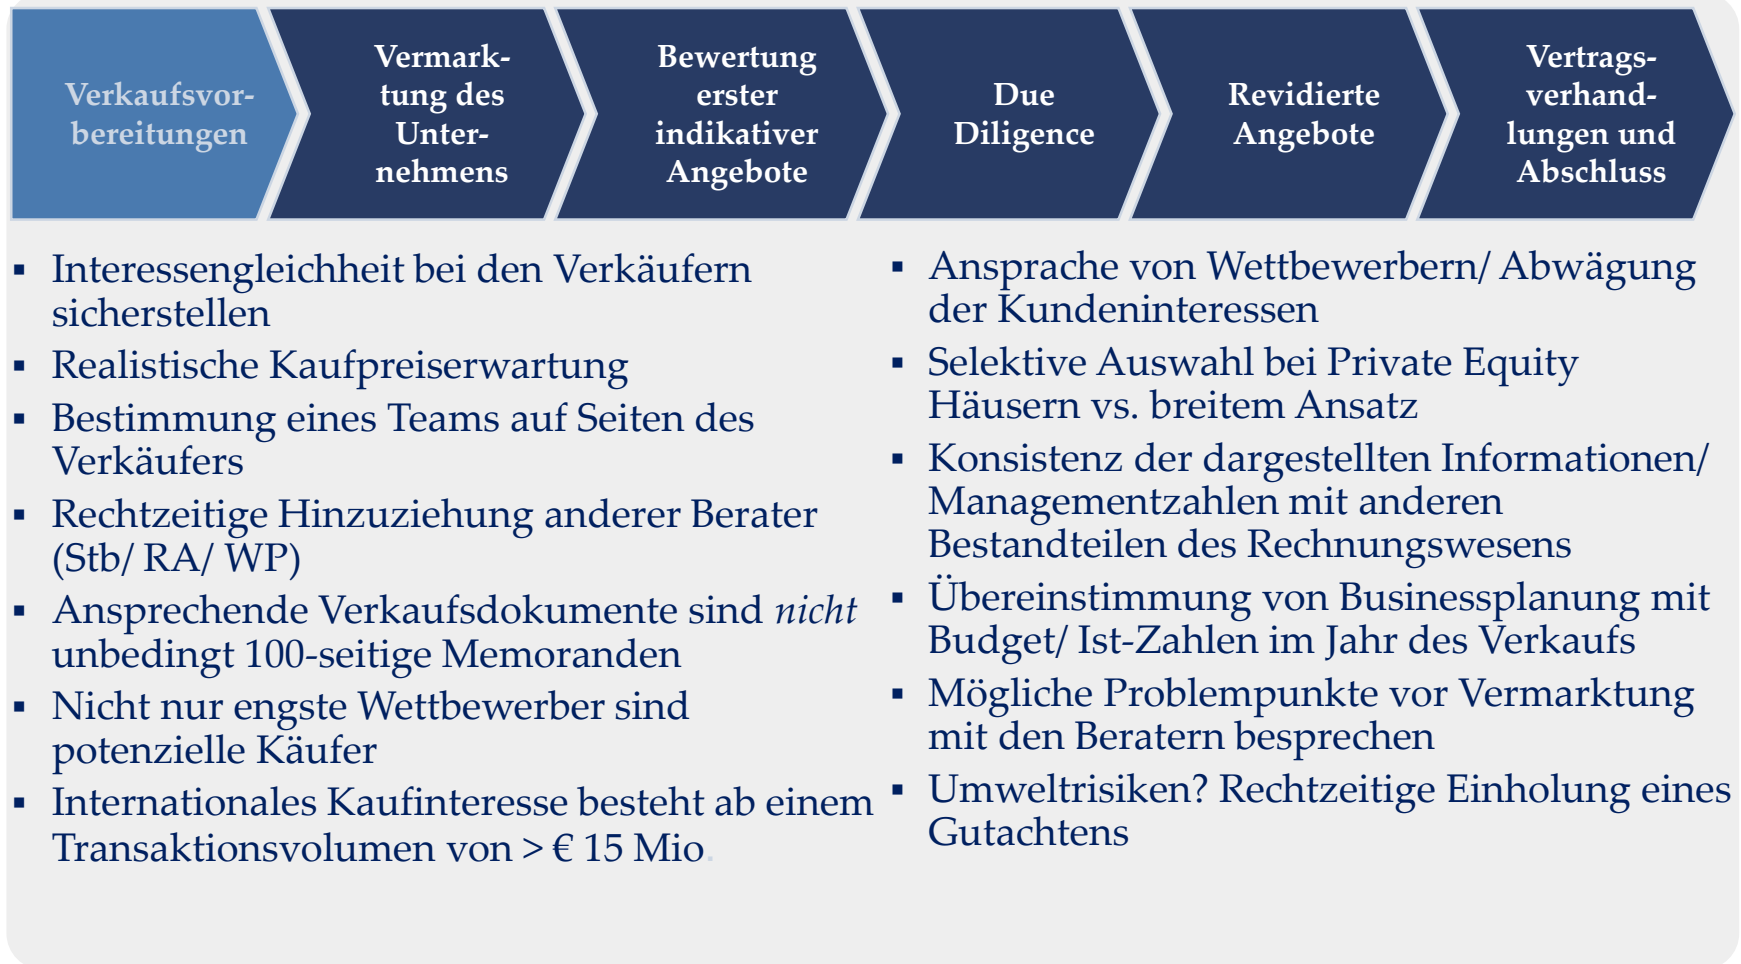 Verkaufsvor-
bereitungen
Vermark-
tung des
Unter-
nehmens
Bewertung
erster
indikativer
Angebote
Due
Diligence
Revidierte
Angebote
Vertrags-
verhand-
lungen und
Abschluss
▪ Interessengleichheit bei den Verkäufern
sicherstellen
▪ Realistische Kaufpreiserwartung
▪ Bestimmung eines Teams auf Seiten des
Verkäufers
▪ Rechtzeitige Hinzuziehung anderer Berater
(Stb/ RA/ WP)
▪ Ansprechende Verkaufsdokumente sind nicht
unbedingt 100-seitige Memoranden
▪ Nicht nur engste Wettbewerber sind
potenzielle Käufer
▪ Internationales Kaufinteresse besteht ab einem
Transaktionsvolumen von > € 15 Mio.
▪ Ansprache von Wettbewerbern/ Abwägung
der Kundeninteressen
▪ Selektive Auswahl bei Private Equity
Häusern vs. breitem Ansatz
▪ Konsistenz der dargestellten Informationen/
Managementzahlen mit anderen
Bestandteilen des Rechnungswesens
▪ Übereinstimmung von Businessplanung mit
Budget/ Ist-Zahlen im Jahr des Verkaufs
▪ Mögliche Problempunkte vor Vermarktung
mit den Beratern besprechen
▪ Umweltrisiken? Rechtzeitige Einholung eines
Gutachtens